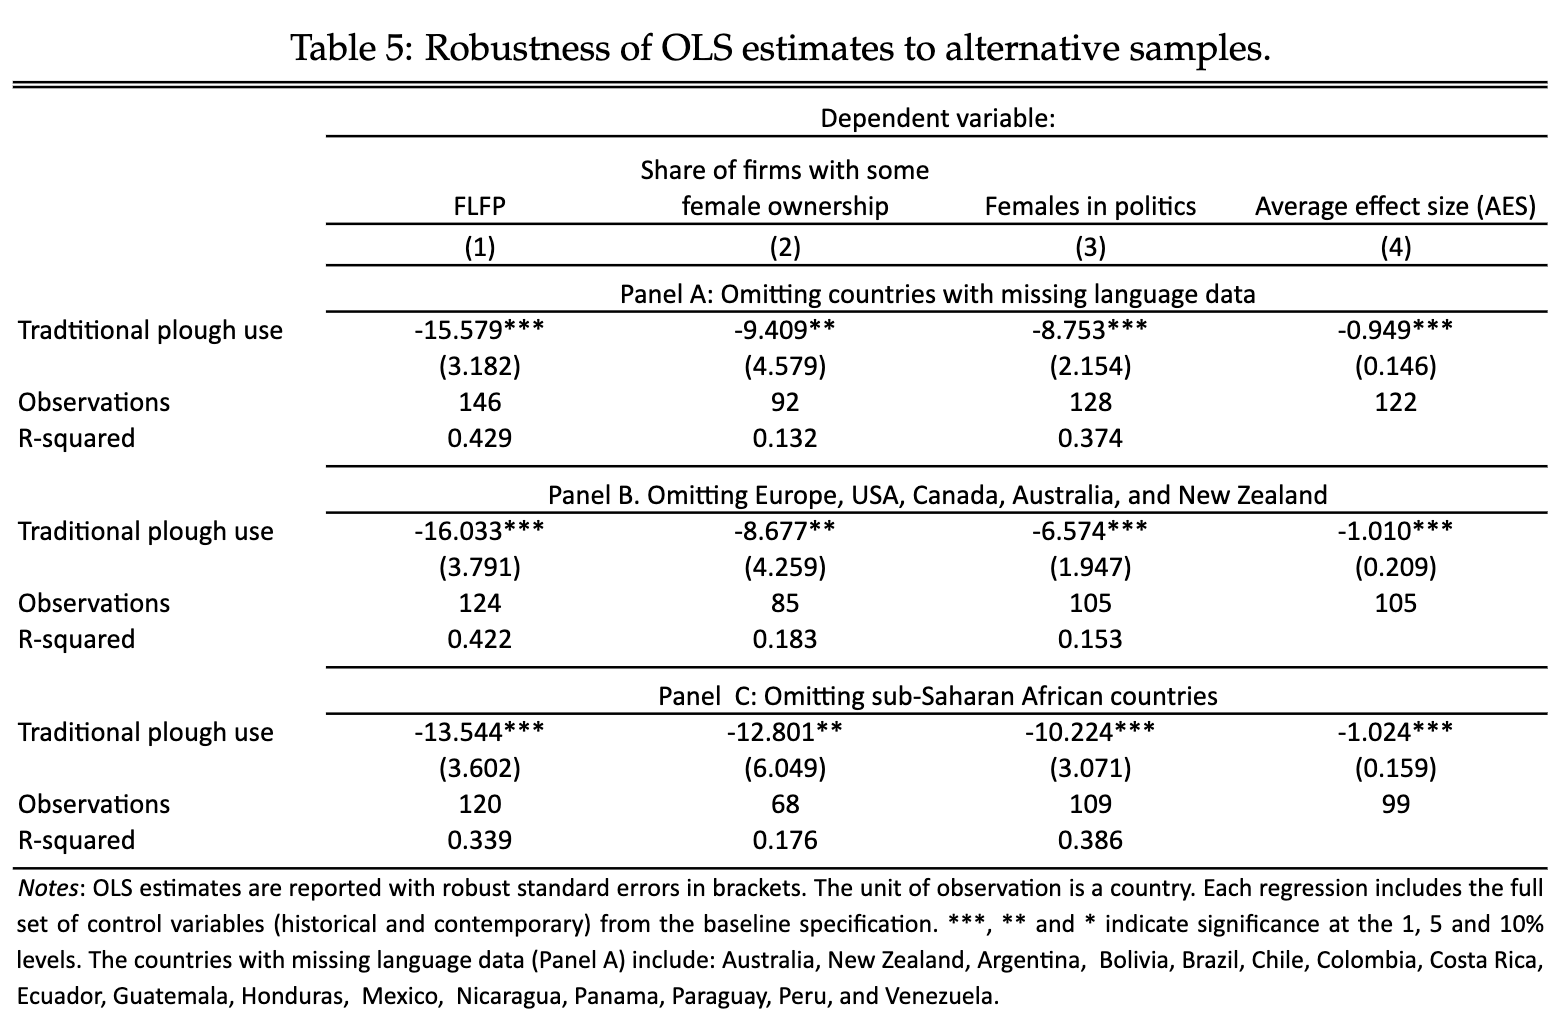 Table 5: Robustness of OLS estimates to alternative samples.
Dependent variable:
Share of firms with some
FLFP female ownership Females in politics Average effect size (AES)
(1) (2) (3) (4)
Panel A: Omitting countries with missing language data
Tradtitional plough use -15.579*** -9.409** -8.753*** -0.949***
(3.182) (4.579) (2.154) (0.146)
Observations 146 92 128 122
R-squared 0.429 0.132 0.374
Panel B. Omitting Europe, USA, Canada, Australia, and New Zealand
Traditional plough use -16.033*** -8.677** -6.574*** -1.010***
(3.791) (4.259) (1.947) (0.209)
Observations 124 85 105 105
R-squared 0.422 0.183 0.153
Panel C: Omitting sub-Saharan African countries
Traditional plough use -13.544*** -12.801** -10.224*** -1.024***
(3.602) (6.049) (3.071) (0.159)
Observations 120 68 109 99
R-squared 0.339 0.176 0.386
Notes: OLS estimates are reported with robust standard errors in brackets. The unit of observation is a country. Each regression includes the full
set of control variables (historical and contemporary) from the baseline specification. ***, ** and * indicate significance at the 1, 5 and 10%
levels. The countries with missing language data (Panel A) include: Australia, New Zealand, Argentina, Bolivia, Brazil, Chile, Colombia, Costa Rica,
Ecuador, Guatemala, Honduras, Mexico, Nicaragua, Panama, Paraguay, Peru, and Venezuela.